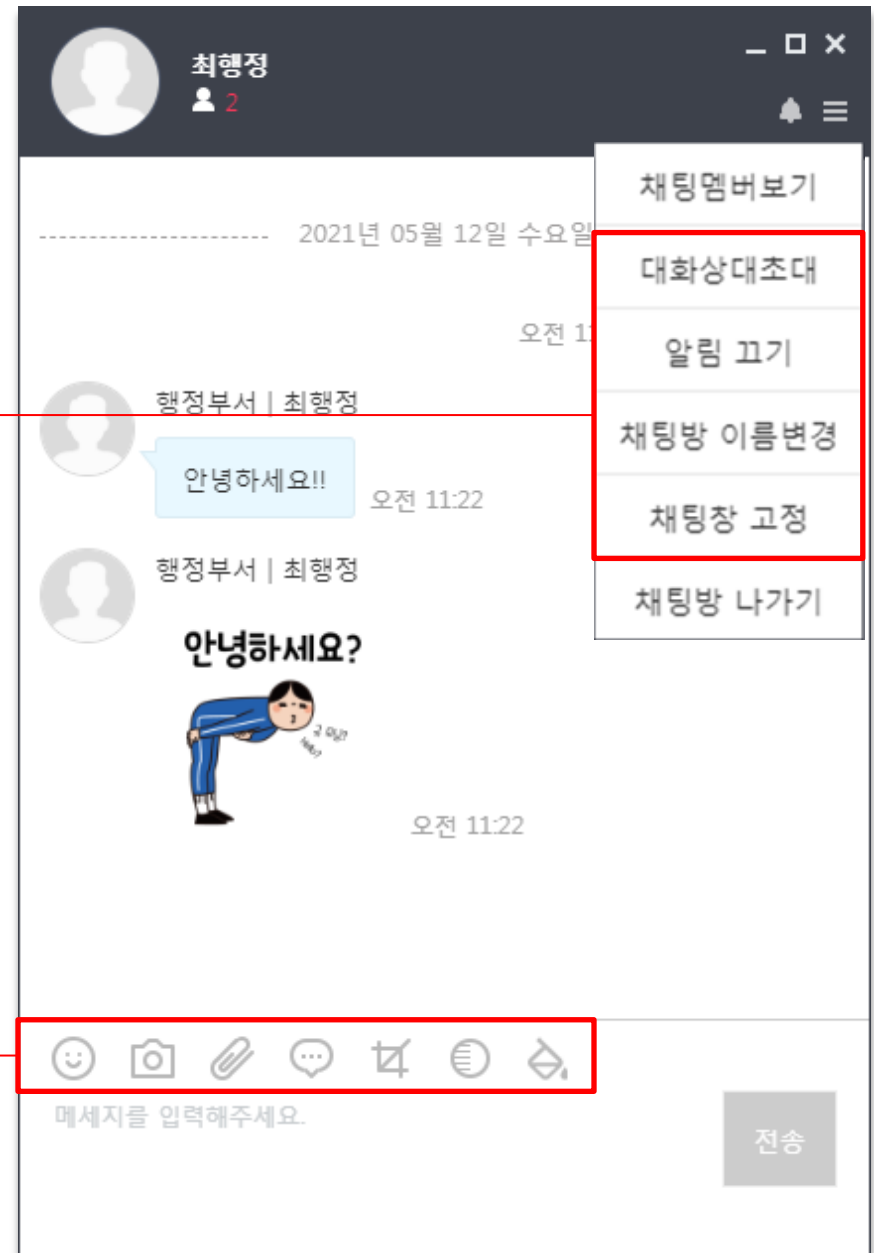 최행정
2
채팅멤버보기
대화상대초대
알림 끄기
채팅방 이름변경
채팅창 고정
채팅방 나가기
2021년 05월 12일 수요일
오전
행정부서 | 최행정
안녕하세요!!
오전 11:22
행정부서 | 최행정
안녕하세요?
오전 11:22
메세지를 입력해주세요.
전송